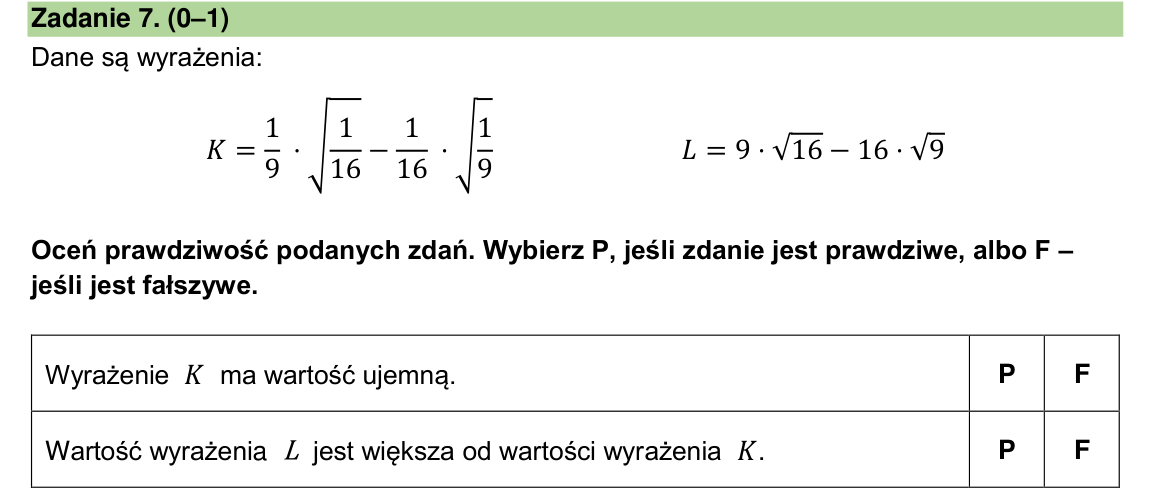 Zadanie 7. (0–1)
Dane są wyrażenia:
K = 1/9 · √(1/16) − 1/16 · √(1/9) L = 9 · √16 − 16 · √9
Oceń prawdziwość podanych zdań. Wybierz P, jeśli zdanie jest prawdziwe, albo F –
jeśli jest fałszywe.
Wyrażenie K ma wartość ujemną. P F
Wartość wyrażenia L jest większa od wartości wyrażenia K. P F